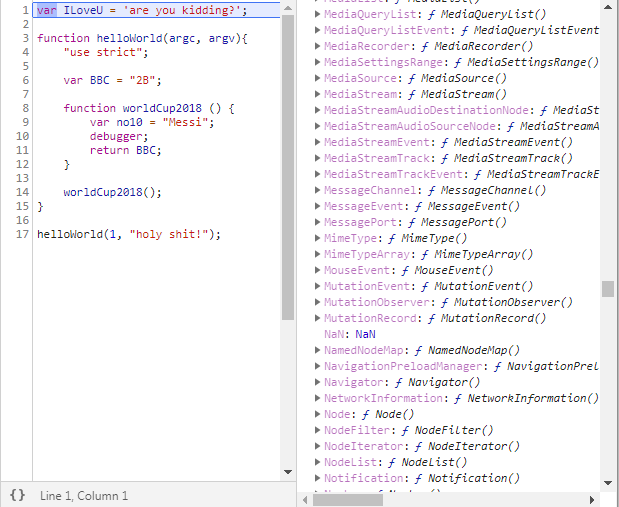 1 var ILoveU = 'are you kidding?';
2
3 function helloWorld(argc, argv){
4 "use strict";
5
6 var BBC = "2B";
7
8 function worldCup2018 () {
9 var no10 = "Messi";
10 debugger;
11 return BBC;
12 }
13
14 worldCup2018();
15 }
16
17 helloWorld(1, "holy shit!");
{} Line 1, Column 1
MediaQueryList: ƒ MediaQueryList()
MediaQueryListEvent: ƒ MediaQueryListEvent
MediaRecorder: ƒ MediaRecorder()
MediaSettingsRange: ƒ MediaSettingsRange()
MediaSource: ƒ MediaSource()
MediaStream: ƒ MediaStream()
MediaStreamAudioDestinationNode: ƒ MediaSt
MediaStreamAudioSourceNode: ƒ MediaStreamA
MediaStreamEvent: ƒ MediaStreamEvent()
MediaStreamTrack: ƒ MediaStreamTrack()
MediaStreamTrackEvent: ƒ MediaStreamTrackE
MessageChannel: ƒ MessageChannel()
MessageEvent: ƒ MessageEvent()
MessagePort: ƒ MessagePort()
MimeType: ƒ MimeType()
MimeTypeArray: ƒ MimeTypeArray()
MouseEvent: ƒ MouseEvent()
MutationEvent: ƒ MutationEvent()
MutationObserver: ƒ MutationObserver()
MutationRecord: ƒ MutationRecord()
NaN: NaN
NamedNodeMap: ƒ NamedNodeMap()
NavigationPreloadManager: ƒ NavigationPreL
Navigator: ƒ Navigator()
NetworkInformation: ƒ NetworkInformation()
Node: ƒ Node()
NodeFilter: ƒ NodeFilter()
NodeIterator: ƒ NodeIterator()
NodeList: ƒ NodeList()
Notification: ƒ Notification()